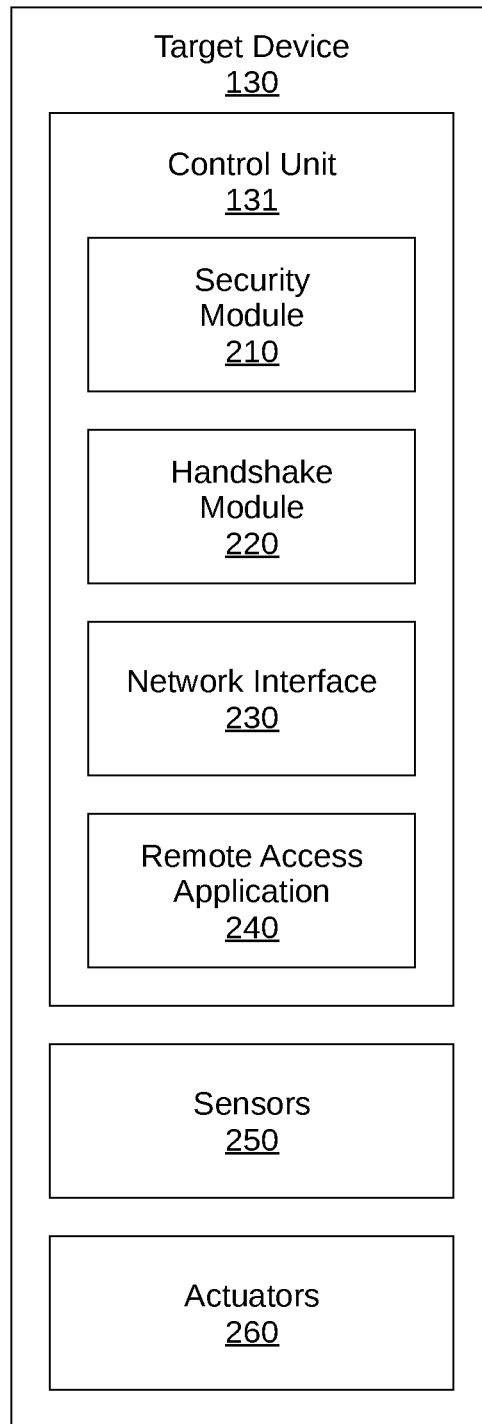 Target Device
130
Control Unit
131
Security
Module
210
Handshake
Module
220
Network Interface
230
Remote Access
Application
240
Sensors
250
Actuators
260